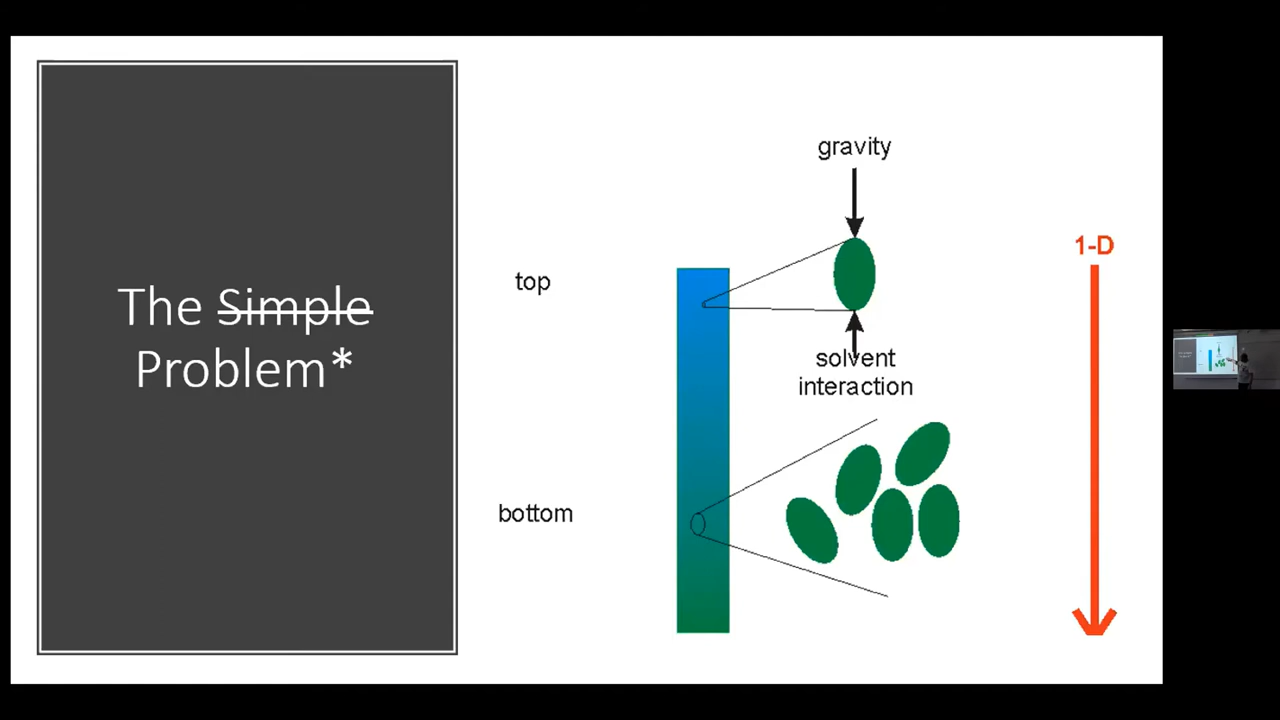 The Simple
Problem*
gravity
1-D
top
solvent
interaction
bottom